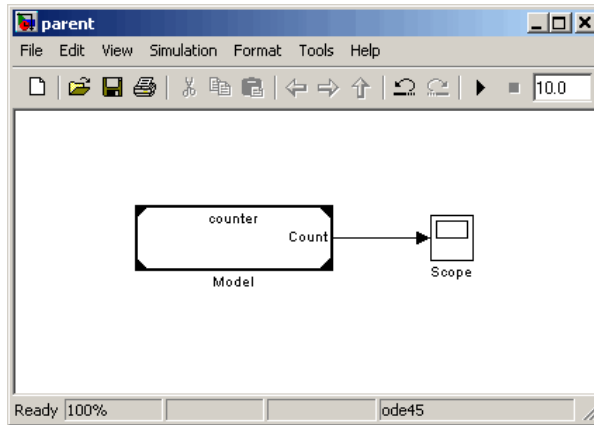 parent
File Edit View Simulation Format Tools Help
10.0
counter
Count
Model
Scope
Ready 100% ode45